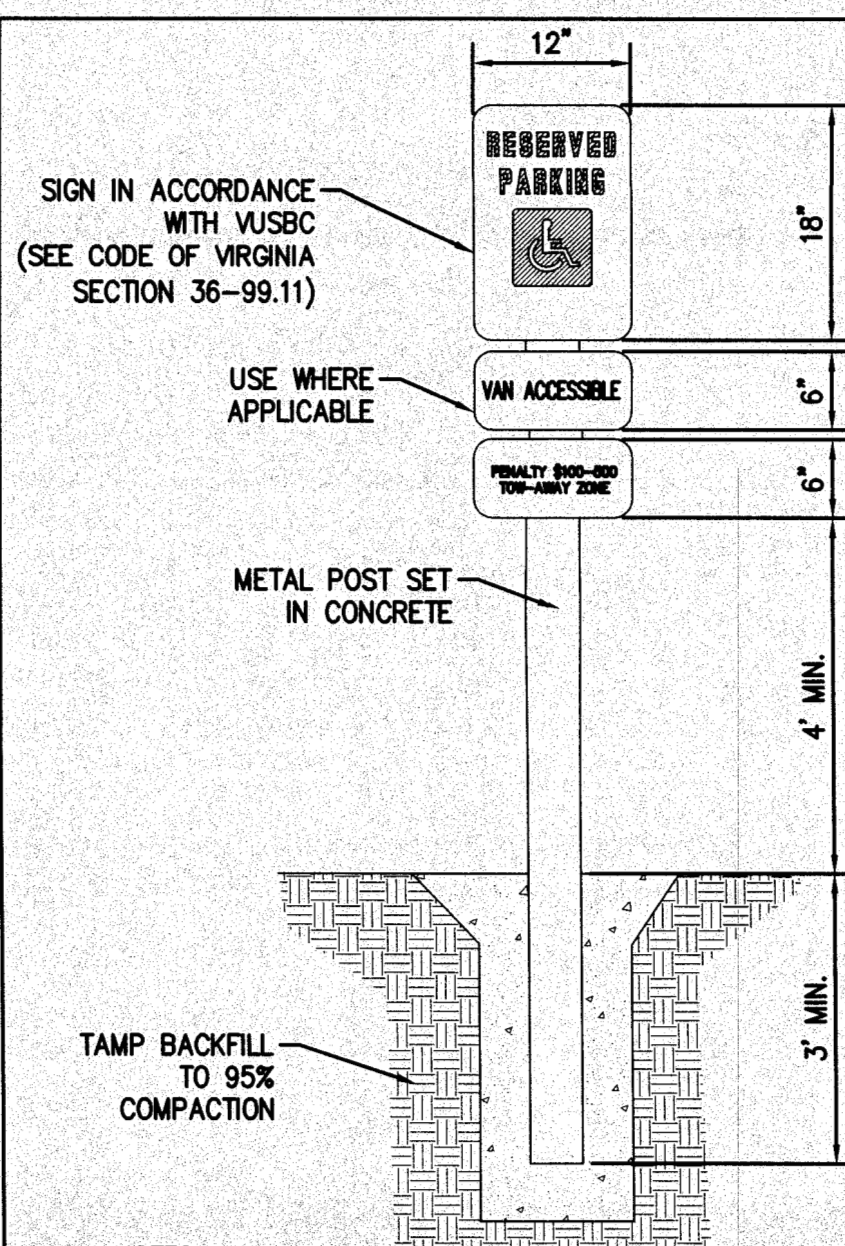 12"
RESERVED
PARKING
SIGN IN ACCORDANCE
WITH VUSBC
(SEE CODE OF VIRGINIA
SECTION 36-99.11)
18"
USE WHERE
APPLICABLE
VAN ACCESSIBLE
6"
PENALTY $100-500
TOW-AWAY ZONE
6"
METAL POST SET
IN CONCRETE
4' MIN.
TAMP BACKFILL
TO 95%
COMPACTION
3' MIN.